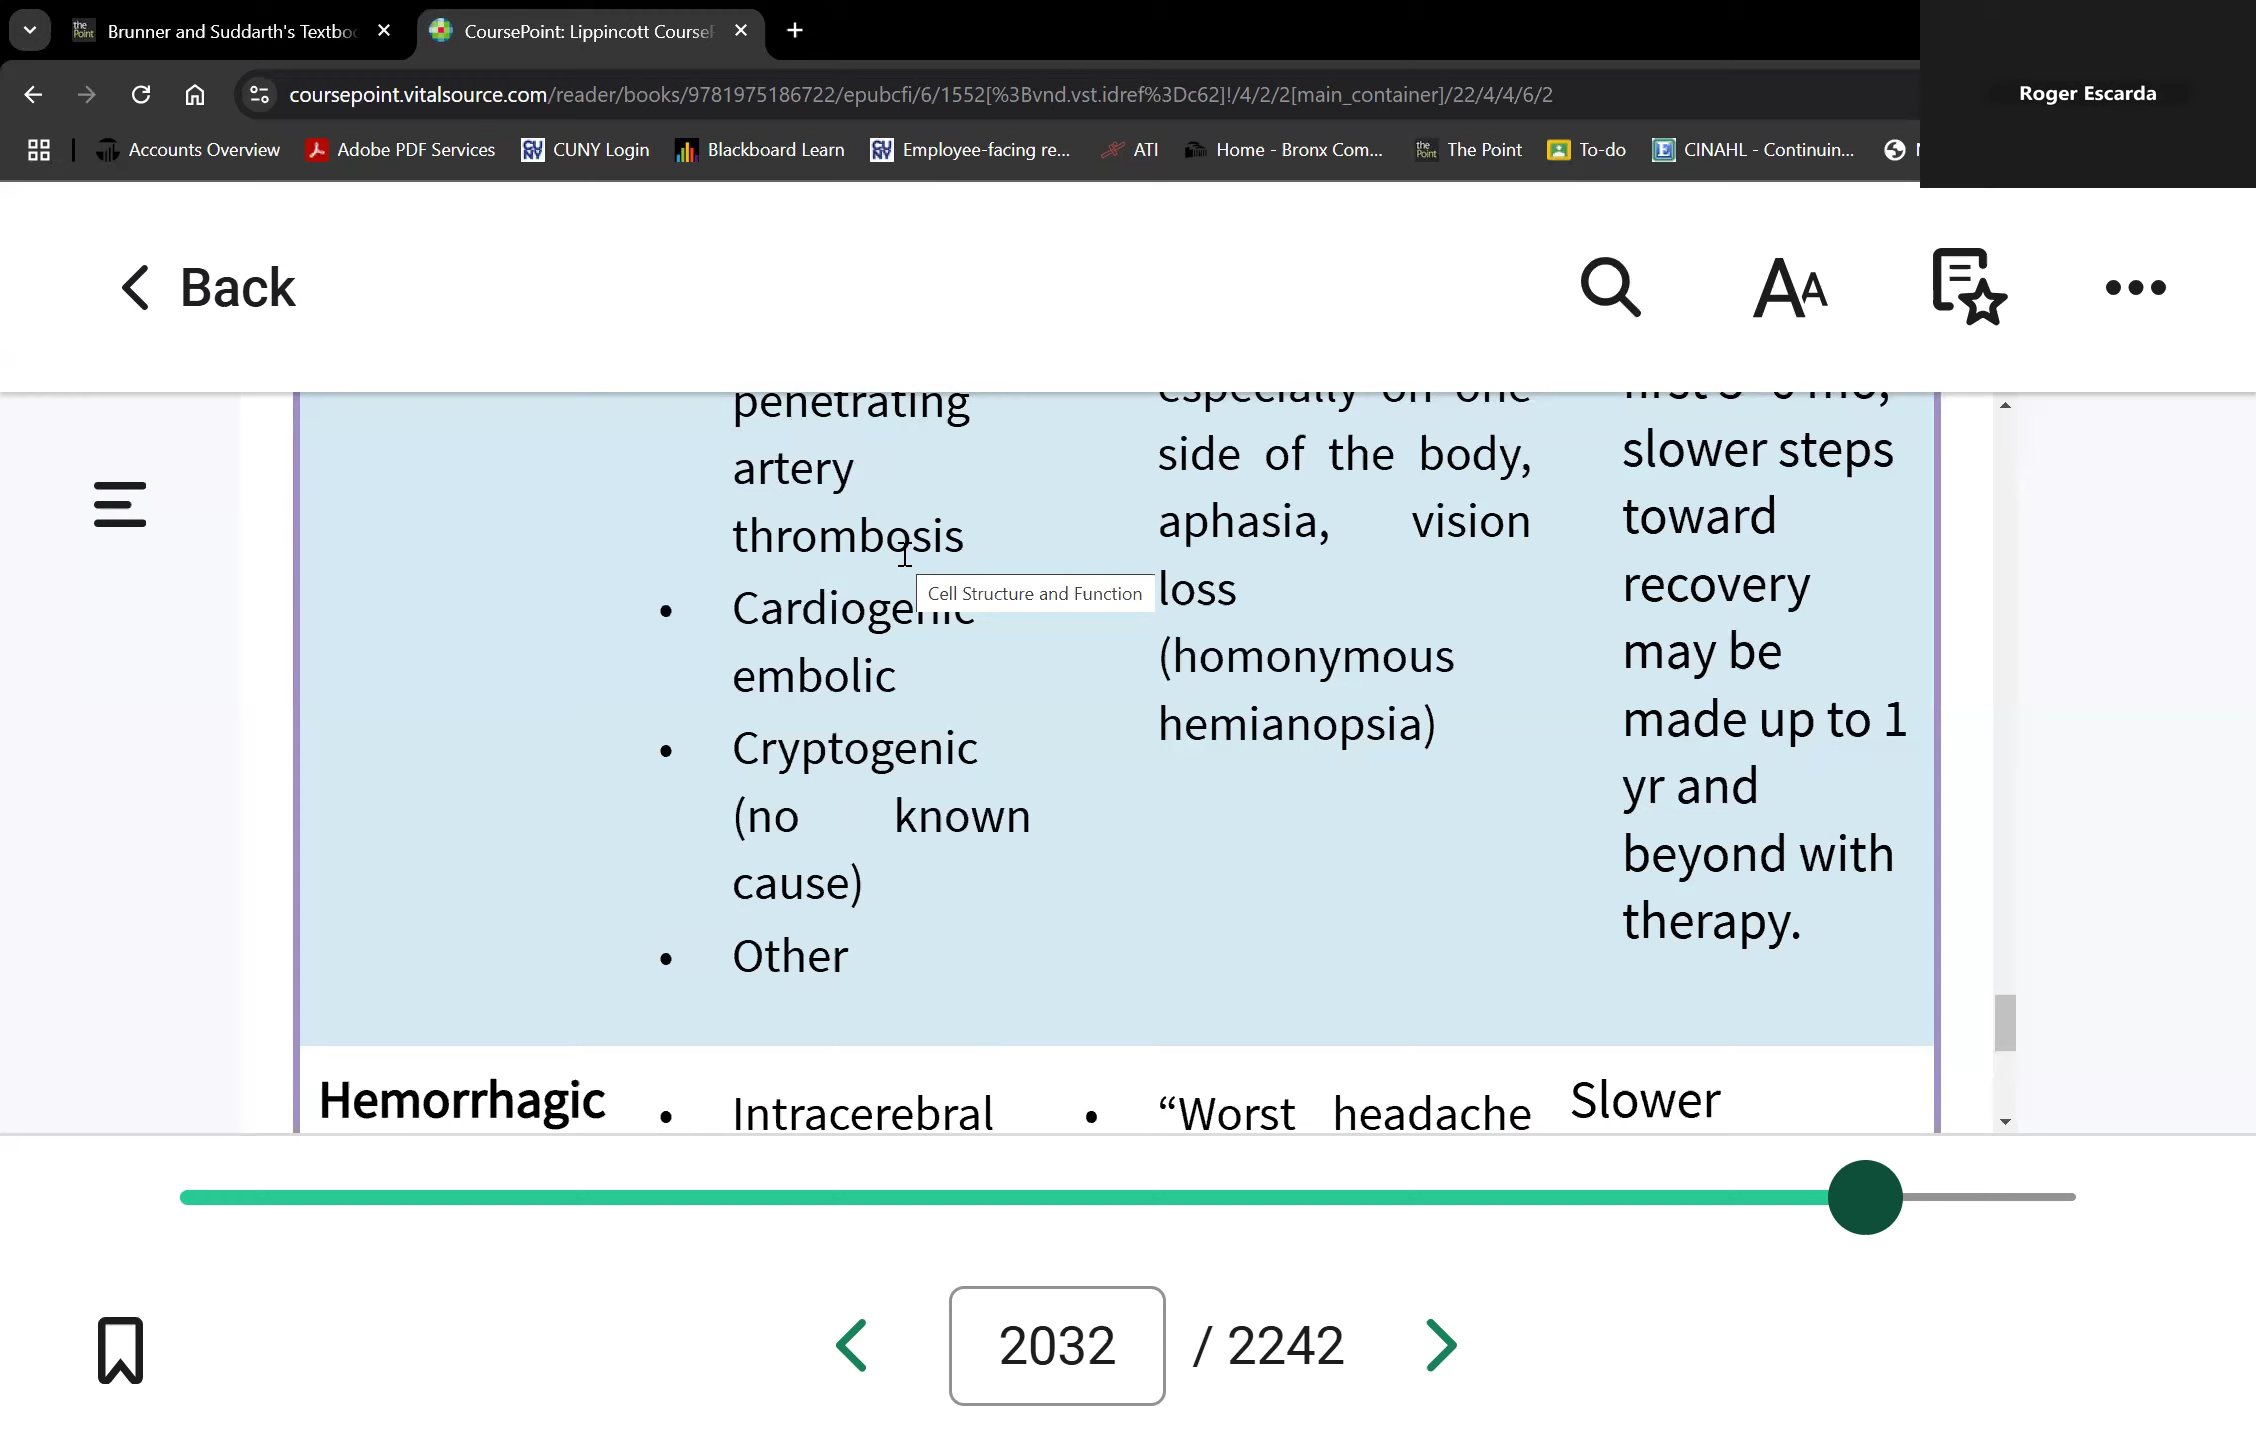 Brunner and Suddarth's Textbo
CoursePoint: Lippincott Course
coursepoint.vitalsource.com/reader/books/9781975186722/epubcfi/6/1552[%3Bvnd.vst.idref%3Dc62]!/4/2/2[main_container]/22/4/4/6/2
Roger Escarda
Accounts Overview
Adobe PDF Services
CUNY Login
Blackboard Learn
Employee-facing re...
ATI
Home - Bronx Com...
The Point
To-do
CINAHL - Continuin...
Back
penetrating
artery
thrombosis
Cell Structure and Function
• Cardiogenic
embolic
• Cryptogenic
(no known
cause)
• Other
especially on one
side of the body,
aphasia, vision
loss
(homonymous
hemianopsia)
slower steps
toward
recovery
may be
made up to 1
yr and
beyond with
therapy.
Hemorrhagic
• Intracerebral
• “Worst headache
Slower
2032 / 2242